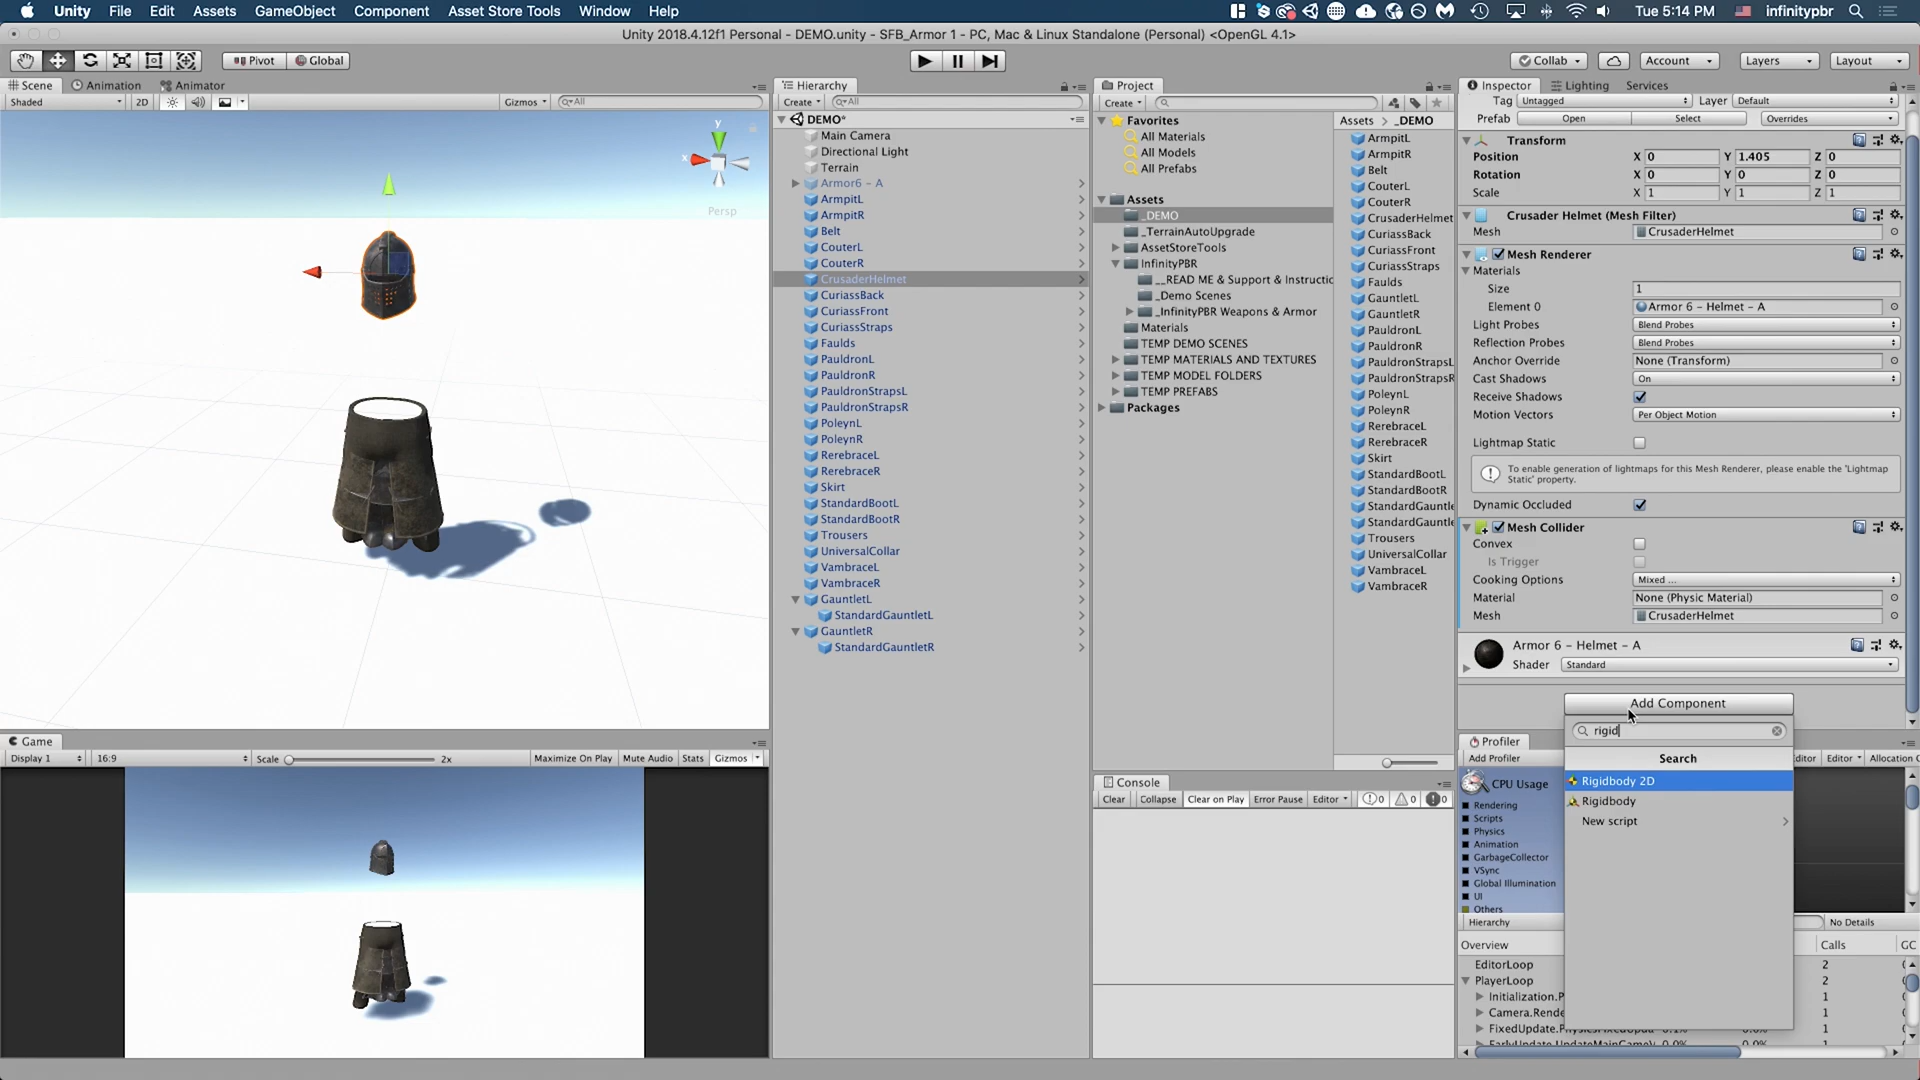 Unity File Edit Assets GameObject Component Asset Store Tools Window Help
Tue 5:14 PM infinitypbr
Unity 2018.4.12f1 Personal - DEMO.unity - SFB_Armor 1 - PC, Mac & Linux Standalone (Personal) <OpenGL 4.1>
Pivot Global
Collab Account Layers Layout
Scene Animation Animator
Shaded 2D Gizmos All
y
x
Persp
Hierarchy
Create All
DEMO*
Main Camera
Directional Light
Terrain
Armor6 - A
ArmpitL
ArmpitR
Belt
CouterL
CouterR
CrusaderHelmet
CuriassBack
CuriassFront
CuriassStraps
Faulds
PauldronL
PauldronR
PauldronStrapsL
PauldronStrapsR
PoleynL
PoleynR
RerebraceL
RerebraceR
Skirt
StandardBootL
StandardBootR
Trousers
UniversalCollar
VambraceL
VambraceR
GauntletL
StandardGauntletL
GauntletR
StandardGauntletR
Project
Create
Favorites
All Materials
All Models
All Prefabs
Assets
_DEMO
_TerrainAutoUpgrade
AssetStoreTools
InfinityPBR
__READ ME & Support & Instructic
_Demo Scenes
_InfinityPBR Weapons & Armor
Materials
TEMP DEMO SCENES
TEMP MATERIALS AND TEXTURES
TEMP MODEL FOLDERS
TEMP PREFABS
Packages
Assets > _DEMO
ArmpitL
ArmpitR
Belt
CouterL
CouterR
CrusaderHelmet
CuriassBack
CuriassFront
CuriassStraps
Faulds
GauntletL
GauntletR
PauldronL
PauldronR
PauldronStrapsL
PauldronStrapsR
PoleynL
PoleynR
RerebraceL
RerebraceR
Skirt
StandardBootL
StandardBootR
StandardGauntle
StandardGauntle
Trousers
UniversalCollar
VambraceL
VambraceR
Inspector Lighting Services
Tag Untagged Layer Default
Prefab Open Select Overrides
Transform
Position X 0 Y 1.405 Z 0
Rotation X 0 Y 0 Z 0
Scale X 1 Y 1 Z 1
Crusader Helmet (Mesh Filter)
Mesh CrusaderHelmet
Mesh Renderer
Materials
Size 1
Element 0 Armor 6 - Helmet - A
Light Probes Blend Probes
Reflection Probes Blend Probes
Anchor Override None (Transform)
Cast Shadows On
Receive Shadows
Motion Vectors Per Object Motion
Lightmap Static
To enable generation of lightmaps for this Mesh Renderer, please enable the 'Lightmap
Static' property.
Dynamic Occluded
Mesh Collider
Convex
Is Trigger
Cooking Options Mixed ...
Material None (Physic Material)
Mesh CrusaderHelmet
Armor 6 - Helmet - A
Shader Standard
Add Component
rigid
Search
Rigidbody 2D
Rigidbody
New script
Game
Display 1 16:9 Scale 2x Maximize On Play Mute Audio Stats Gizmos
Console
Clear Collapse Clear on Play Error Pause Editor 0 0 0
Profiler
Add Profiler
ditor Editor Allocation C
CPU Usage
Rendering
Scripts
Physics
Animation
GarbageCollector
VSync
Global Illumination
UI
Others
Hierarchy No Details
Overview Calls GC
EditorLoop 2
PlayerLoop 2
Initialization.P 1
Camera.Rende 1